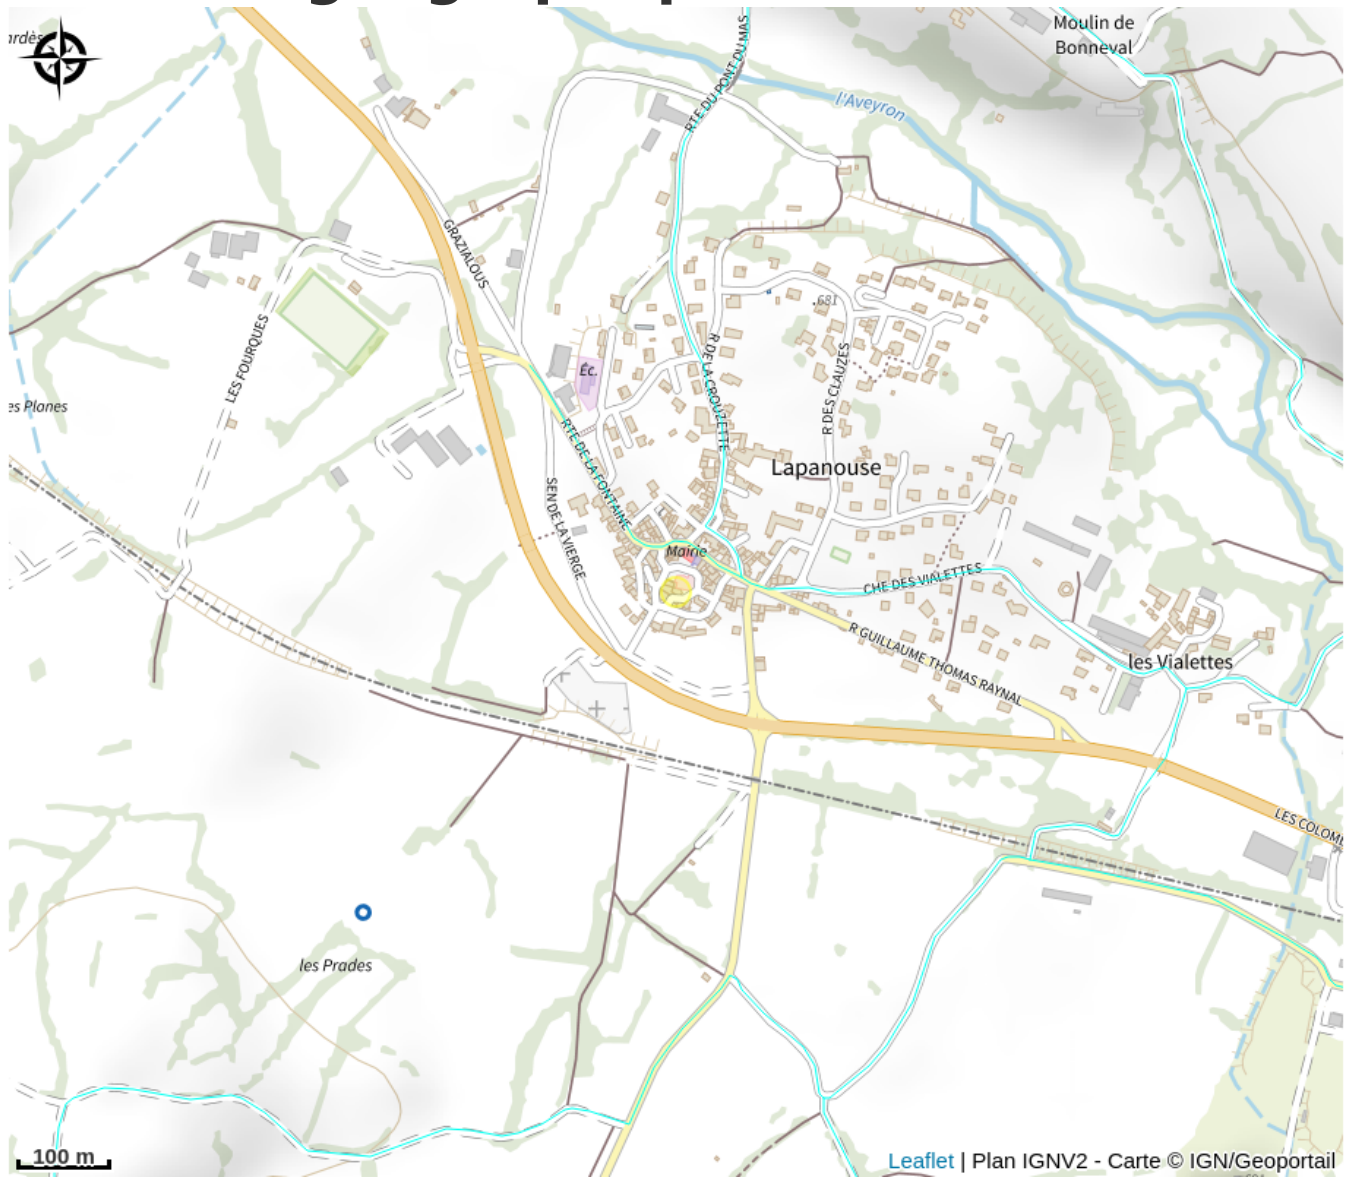 Moulin de
Bonneval
l'Aveyron
RTE DU PONT DU MAS
GRAZIALOUS
.681
LES FOURQUES
R DE LA CROUZETTE
R DES CLAUZES
Éc.
es Planes
RTE DE LA FONTAINE
Lapanouse
SEN DE LA VIERGE
Mairie
CHE DES VIALETTES
R GUILLAUME THOMAS RAYNAL
les Vialettes
LES COLOM
les Prades
100 m
Leaflet | Plan IGNV2 - Carte © IGN/Geoportail